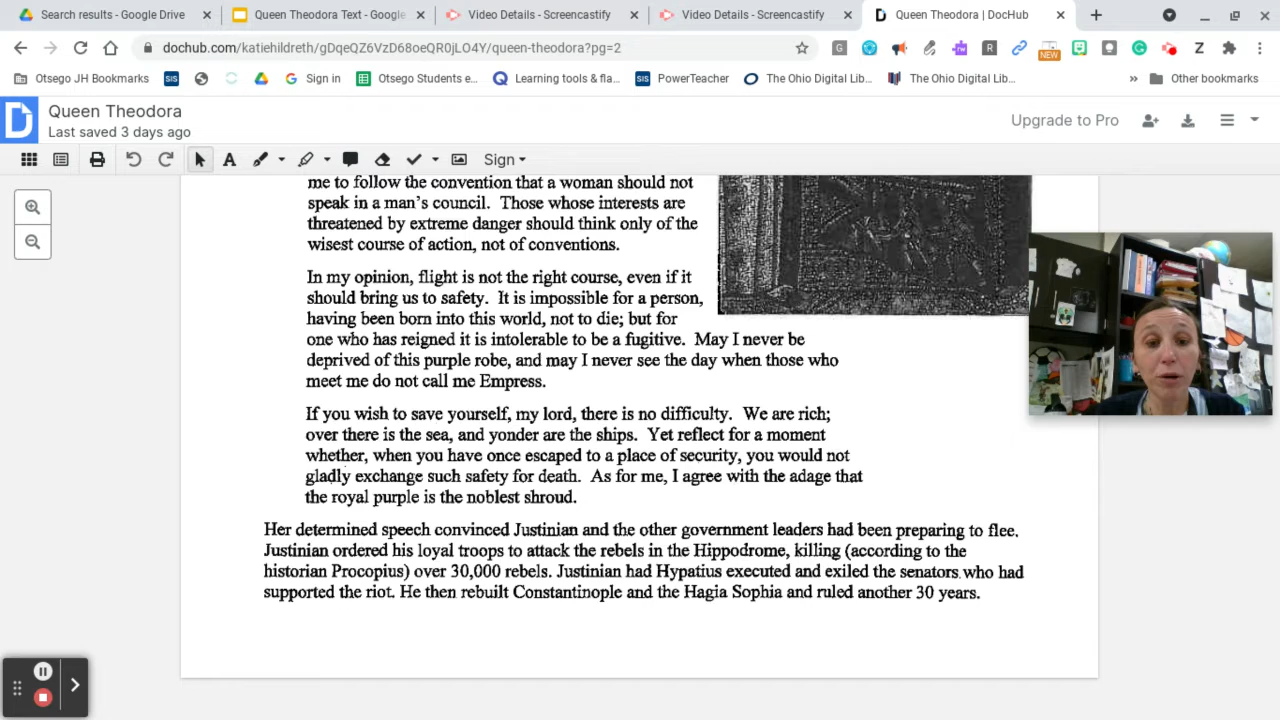 Search results - Google Drive
Queen Theodora Text - Google
Video Details - Screencastify
Video Details - Screencastify
Queen Theodora | DocHub
dochub.com/katiehildreth/gDqeQZ6VzD68oeQR0jLO4Y/queen-theodora?pg=2
NEW
Otsego JH Bookmarks
SIS
Sign in
Otsego Students e...
Learning tools & fla...
SIS PowerTeacher
The Ohio Digital Lib...
The Ohio Digital Lib...
Other bookmarks
Queen Theodora
Last saved 3 days ago
Upgrade to Pro
Sign
me to follow the convention that a woman should not
speak in a man's council. Those whose interests are
threatened by extreme danger should think only of the
wisest course of action, not of conventions.
In my opinion, flight is not the right course, even if it
should bring us to safety. It is impossible for a person,
having been born into this world, not to die; but for
one who has reigned it is intolerable to be a fugitive. May I never be
deprived of this purple robe, and may I never see the day when those who
meet me do not call me Empress.
If you wish to save yourself, my lord, there is no difficulty. We are rich;
over there is the sea, and yonder are the ships. Yet reflect for a moment
whether, when you have once escaped to a place of security, you would not
gladly exchange such safety for death. As for me, I agree with the adage that
the royal purple is the noblest shroud.
Her determined speech convinced Justinian and the other government leaders had been preparing to flee.
Justinian ordered his loyal troops to attack the rebels in the Hippodrome, killing (according to the
historian Procopius) over 30,000 rebels. Justinian had Hypatius executed and exiled the senators who had
supported the riot. He then rebuilt Constantinople and the Hagia Sophia and ruled another 30 years.